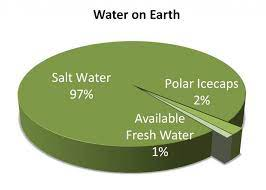 Water on Earth
Salt Water
97%
Polar Icecaps
2%
Available
Fresh Water
1%